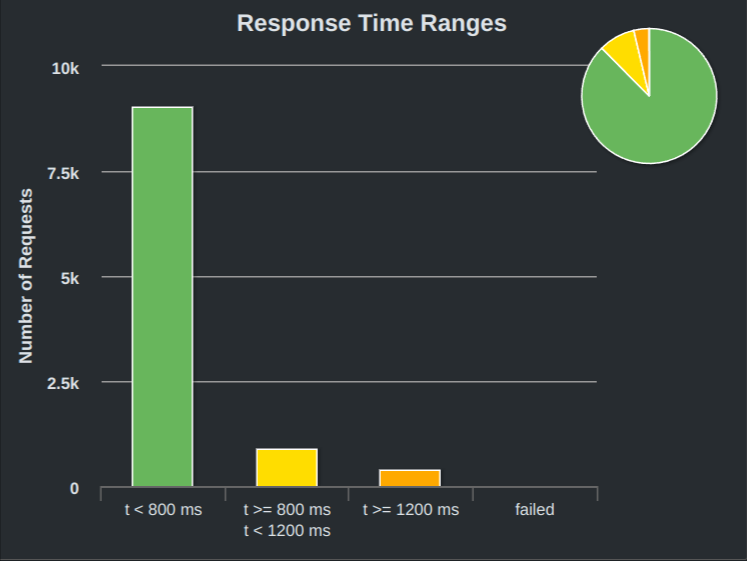 Response Time Ranges
10k
7.5k
5k
2.5k
0
Number of Requests
t < 800 ms
t >= 800 ms
t < 1200 ms
t >= 1200 ms
failed